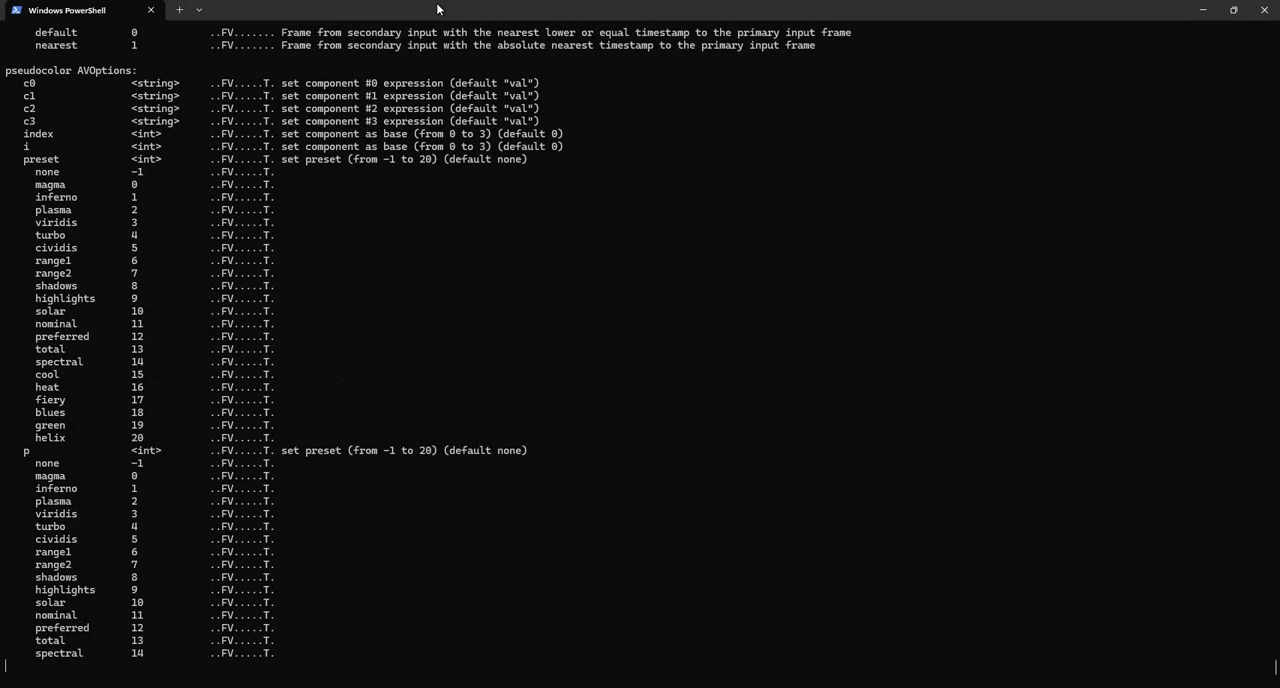 Windows PowerShell
default 0 ..FV....... Frame from secondary input with the nearest lower or equal timestamp to the primary input frame
nearest 1 ..FV....... Frame from secondary input with the absolute nearest timestamp to the primary input frame
pseudocolor AVOptions:
c0 <string> ..FV.....T. set component #0 expression (default "val")
c1 <string> ..FV.....T. set component #1 expression (default "val")
c2 <string> ..FV.....T. set component #2 expression (default "val")
c3 <string> ..FV.....T. set component #3 expression (default "val")
index <int> ..FV.....T. set component as base (from 0 to 3) (default 0)
i <int> ..FV.....T. set component as base (from 0 to 3) (default 0)
preset <int> ..FV.....T. set preset (from -1 to 20) (default none)
none -1 ..FV.....T.
magma 0 ..FV.....T.
inferno 1 ..FV.....T.
plasma 2 ..FV.....T.
viridis 3 ..FV.....T.
turbo 4 ..FV.....T.
cividis 5 ..FV.....T.
range1 6 ..FV.....T.
range2 7 ..FV.....T.
shadows 8 ..FV.....T.
highlights 9 ..FV.....T.
solar 10 ..FV.....T.
nominal 11 ..FV.....T.
preferred 12 ..FV.....T.
total 13 ..FV.....T.
spectral 14 ..FV.....T.
cool 15 ..FV.....T.
heat 16 ..FV.....T.
fiery 17 ..FV.....T.
blues 18 ..FV.....T.
green 19 ..FV.....T.
helix 20 ..FV.....T.
p <int> ..FV.....T. set preset (from -1 to 20) (default none)
none -1 ..FV.....T.
magma 0 ..FV.....T.
inferno 1 ..FV.....T.
plasma 2 ..FV.....T.
viridis 3 ..FV.....T.
turbo 4 ..FV.....T.
cividis 5 ..FV.....T.
range1 6 ..FV.....T.
range2 7 ..FV.....T.
shadows 8 ..FV.....T.
highlights 9 ..FV.....T.
solar 10 ..FV.....T.
nominal 11 ..FV.....T.
preferred 12 ..FV.....T.
total 13 ..FV.....T.
spectral 14 ..FV.....T.